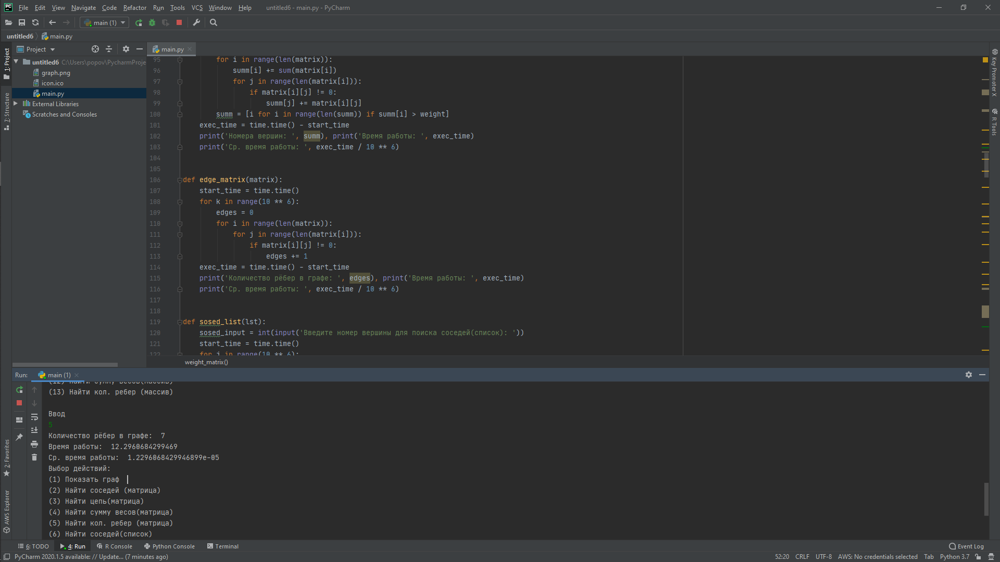 File Edit View Navigate Code Refactor Run Tools VCS Window Help untitled6 - main.py - PyCharm
main (1)
untitled6 main.py
Project
main.py
untitled6 C:\Users\popov\PycharmProje
graph.png
icon.ico
main.py
External Libraries
Scratches and Consoles
1: Project
7: Structure
2: Favorites
AWS Explorer
95 for i in range(len(matrix)):
96 summ[i] += sum(matrix[i])
97 for j in range(len(matrix[i])):
98 if matrix[i][j] != 0:
99 summ[j] += matrix[i][j]
100 summ = [i for i in range(len(summ)) if summ[i] > weight]
101 exec_time = time.time() - start_time
102 print('Номера вершин: ', summ), print('Время работы: ', exec_time)
103 print('Ср. время работы: ', exec_time / 10 ** 6)
104
105
106 def edge_matrix(matrix):
107 start_time = time.time()
108 for k in range(10 ** 6):
109 edges = 0
110 for i in range(len(matrix)):
111 for j in range(len(matrix[i])):
112 if matrix[i][j] != 0:
113 edges += 1
114 exec_time = time.time() - start_time
115 print('Количество рёбер в графе: ', edges), print('Время работы: ', exec_time)
116 print('Ср. время работы: ', exec_time / 10 ** 6)
117
118
119 def sosed_list(lst):
120 sosed_input = int(input('Введите номер вершины для поиска соседей(список): '))
121 start_time = time.time()
122 for i in range(10 ** 6):
weight_matrix()
Key Promoter X
R Tools
Run: main (1)
(12) Найти сумму весов(массив)
(13) Найти кол. ребер (массив)
Ввод
5
Количество рёбер в графе:  7
Время работы:  12.2960684299469
Ср. время работы:  1.2296068429946899e-05
Выбор действий:
(1) Показать граф
(2) Найти соседей (матрица)
(3) Найти цепь(матрица)
(4) Найти сумму весов(матрица)
(5) Найти кол. ребер (матрица)
(6) Найти соседей(список)
6: TODO 4: Run R Console Python Console Terminal Event Log
PyCharm 2020.1.5 available: // Update... (7 minutes ago) 52:20 CRLF UTF-8 AWS: No credentials selected Tab Python 3.7